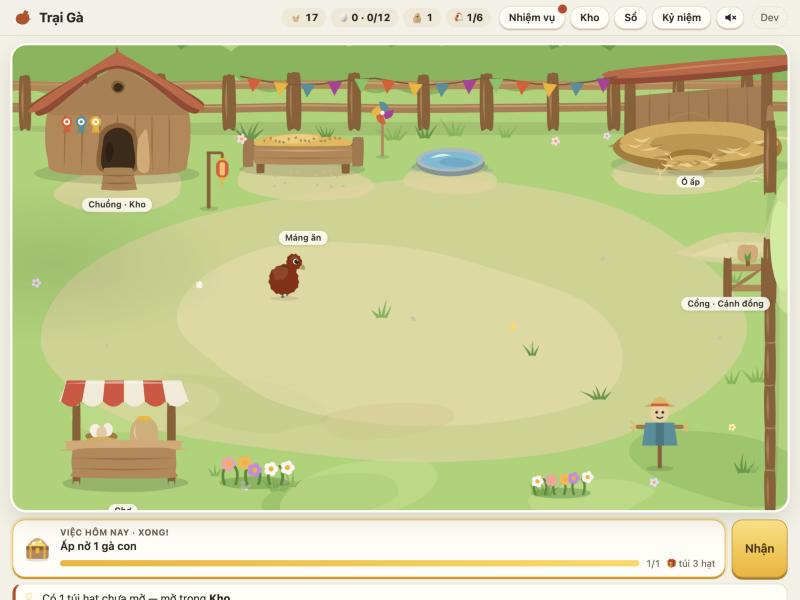 Trại Gà
17
0 · 0/12
1
1/6
Nhiệm vụ
Kho
Sổ
Kỷ niệm
Dev
Chuồng · Kho
Máng ăn
Ổ ấp
Cổng · Cánh đồng
VIỆC HÔM NAY · XONG!
Ấp nở 1 gà con
1/1
túi 3 hạt
Nhận
Có 1 túi hạt chưa mở — mở trong Kho